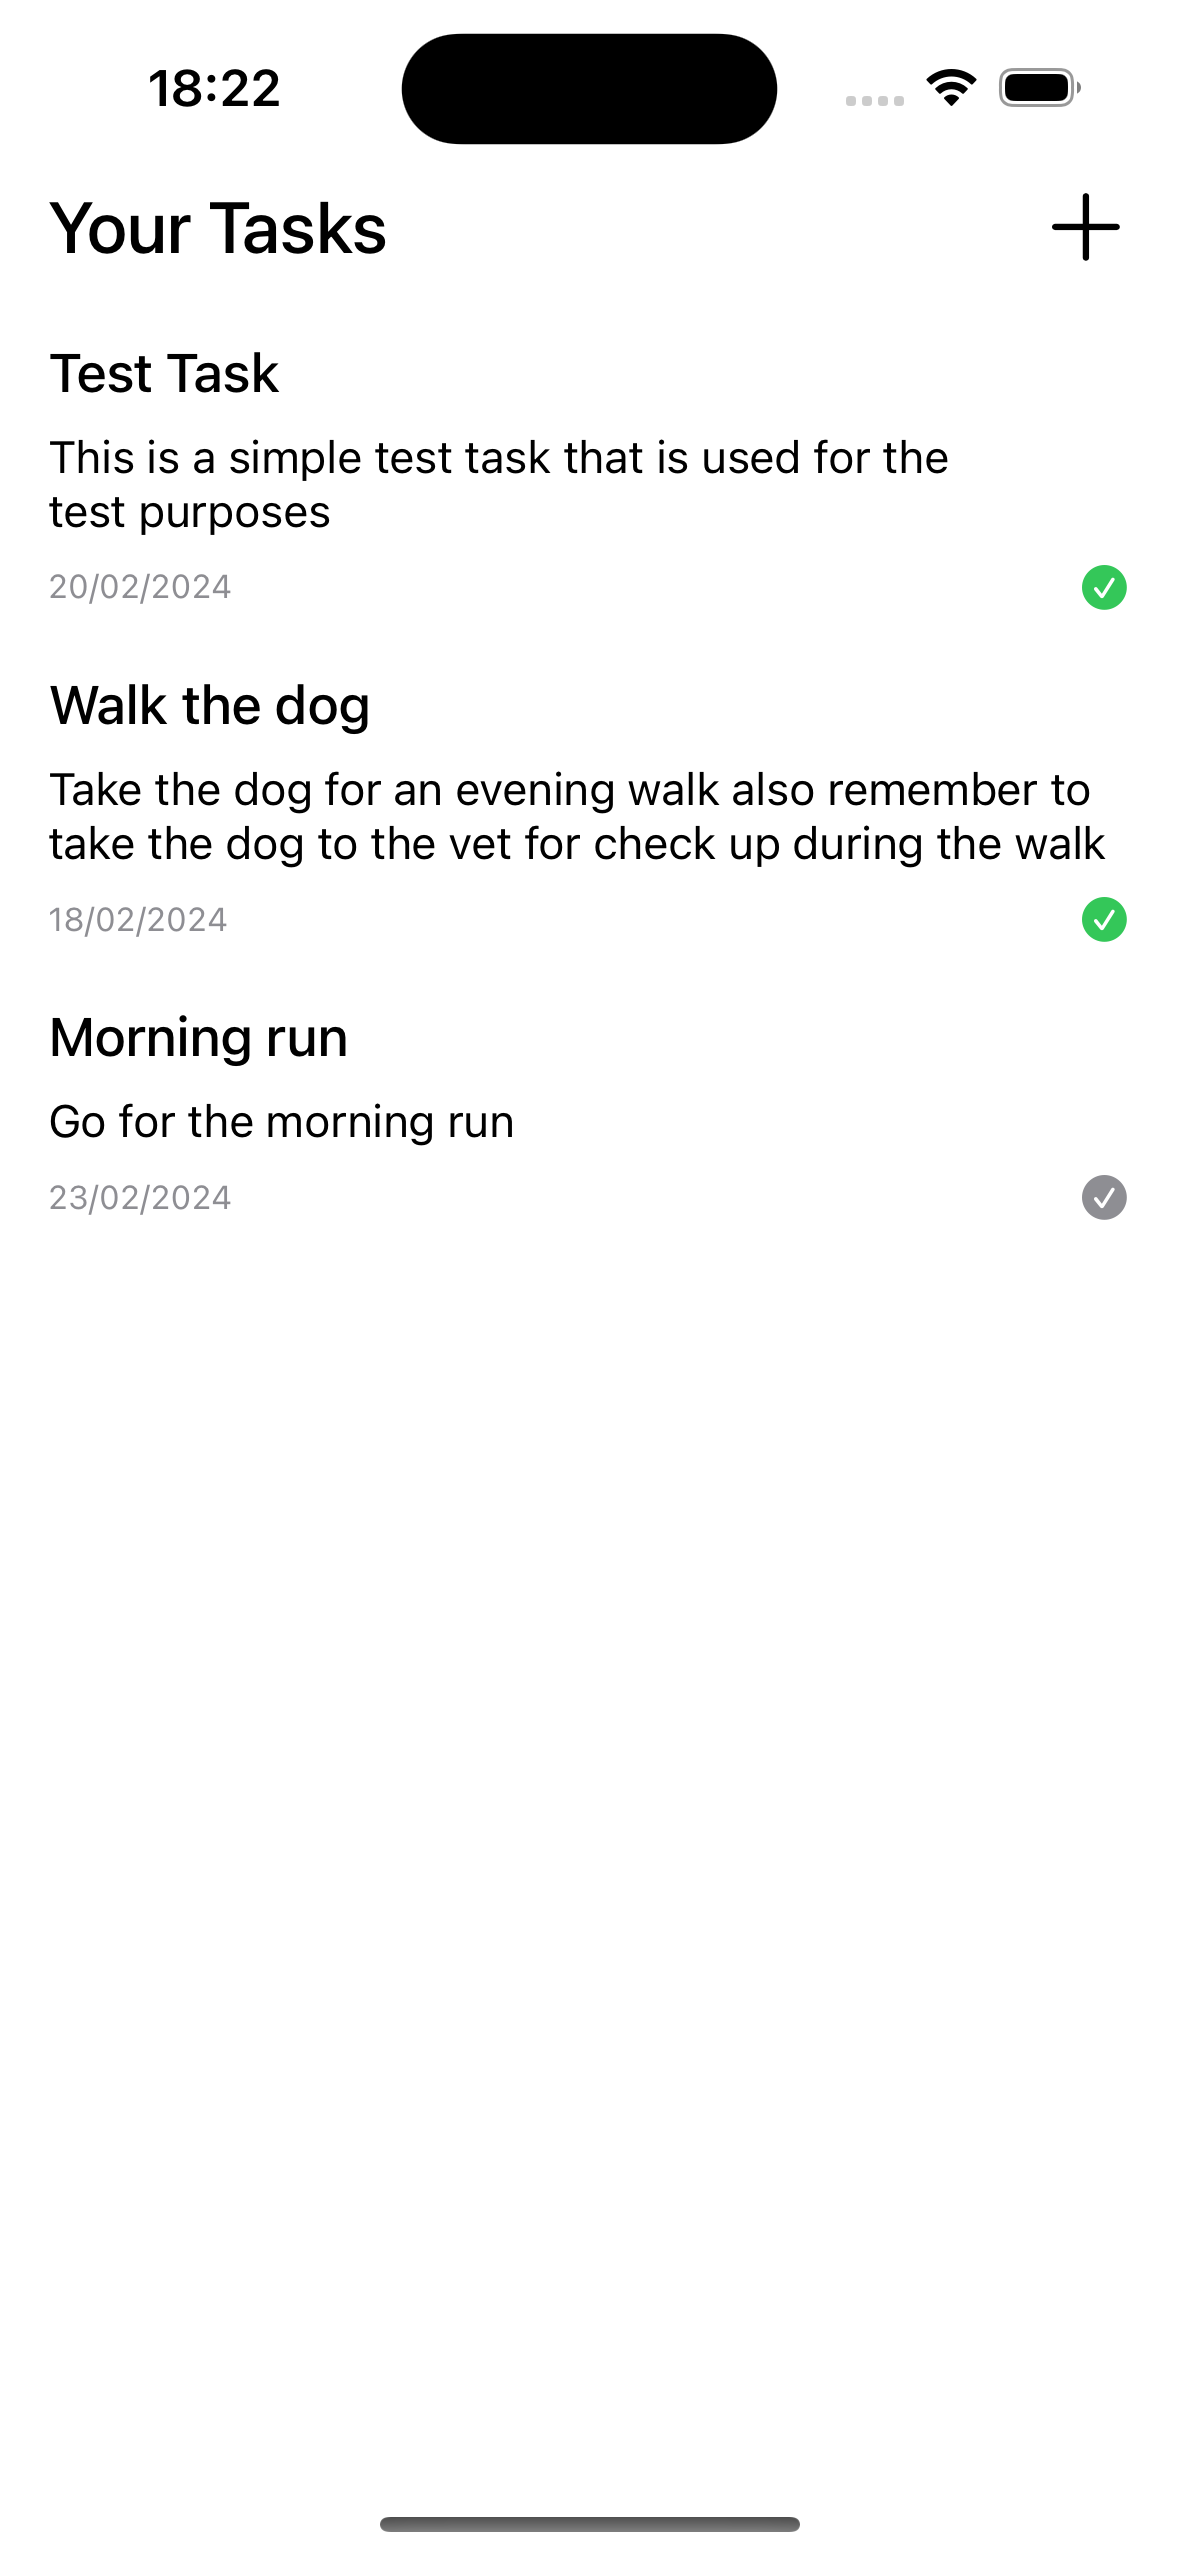 18:22
Your Tasks
Test Task
This is a simple test task that is used for the
test purposes
20/02/2024
Walk the dog
Take the dog for an evening walk also remember to
take the dog to the vet for check up during the walk
18/02/2024
Morning run
Go for the morning run
23/02/2024